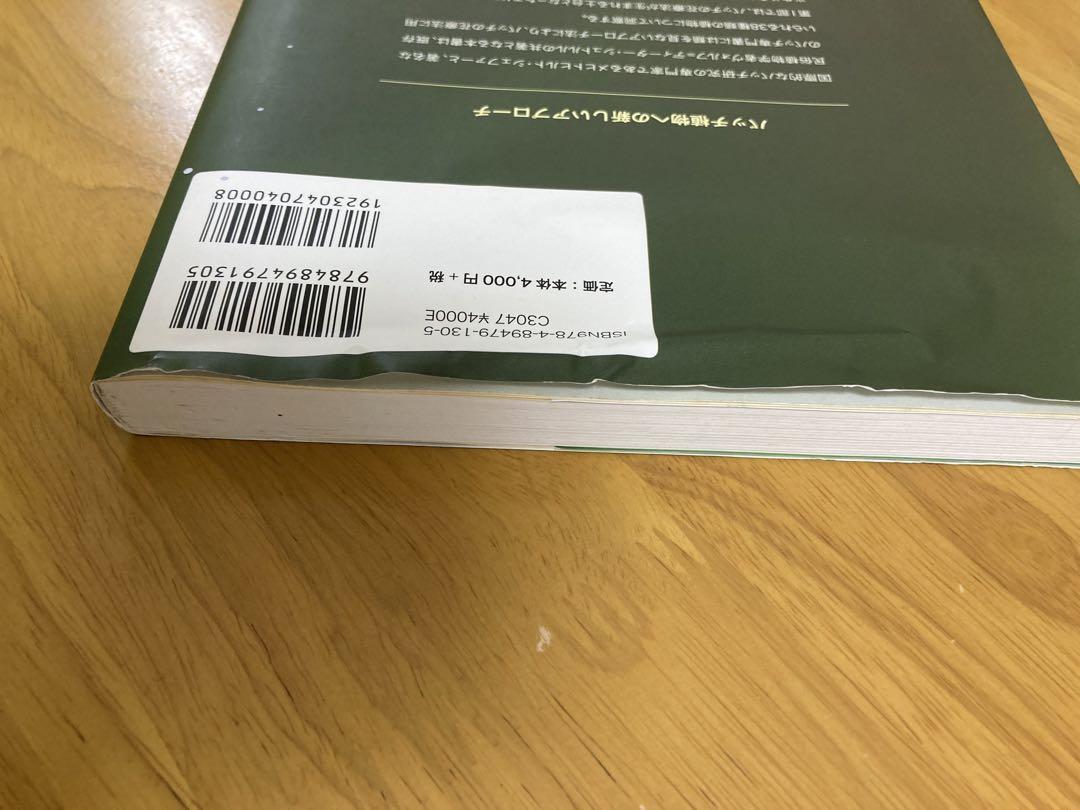 ISBN978-4-89479-130-5
C3047 ¥4000E
定価：本体 4,000 円 + 税
9784894791305
1923047040008
バッチ植物への新しいアプローチ
国際的なバッチ研究の専門家であるメヒトヒルト・シェファーと、著名な
民俗植物学者ヴォルフ=ディーター・シュトルルの共著となる本書は、既存
のバッチ専門書には類を見ないアプローチ法により、バッチの花療法に用
いられる38種類の植物について洞察する。
第1部では、バッチの花療法が生まれる土台となった